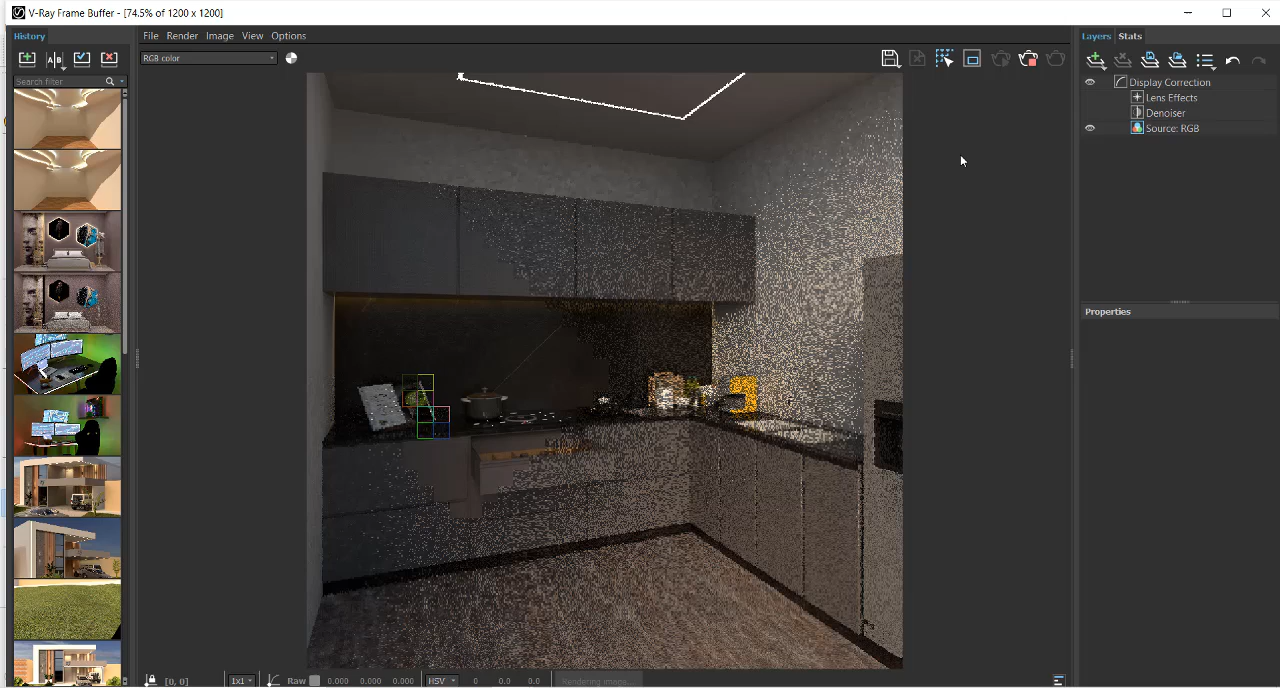 V-Ray Frame Buffer - [74.5% of 1200 x 1200]
History
File Render Image View Options
Layers Stats
RGB color
Search filter
Display Correction
Lens Effects
Denoiser
Source: RGB
Properties
[0, 0]
1x1
Raw
0.000 0.000 0.000
HSV
0 0.0 0.0
Rendering image...